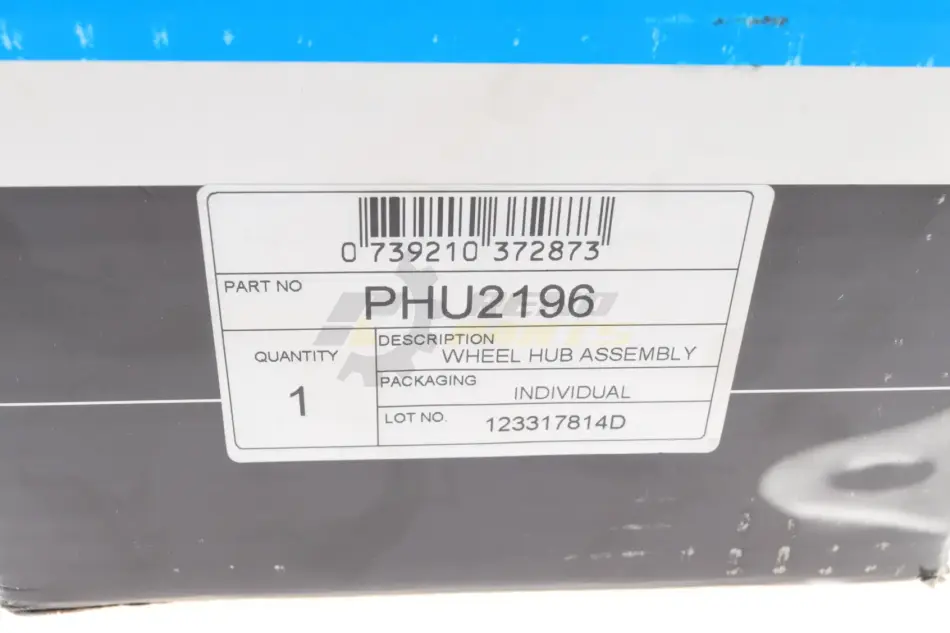 0 739210 372873
PART NO PHU2196
QUANTITY
1
DESCRIPTION
WHEEL HUB ASSEMBLY
PACKAGING
INDIVIDUAL
LOT NO. 123317814D